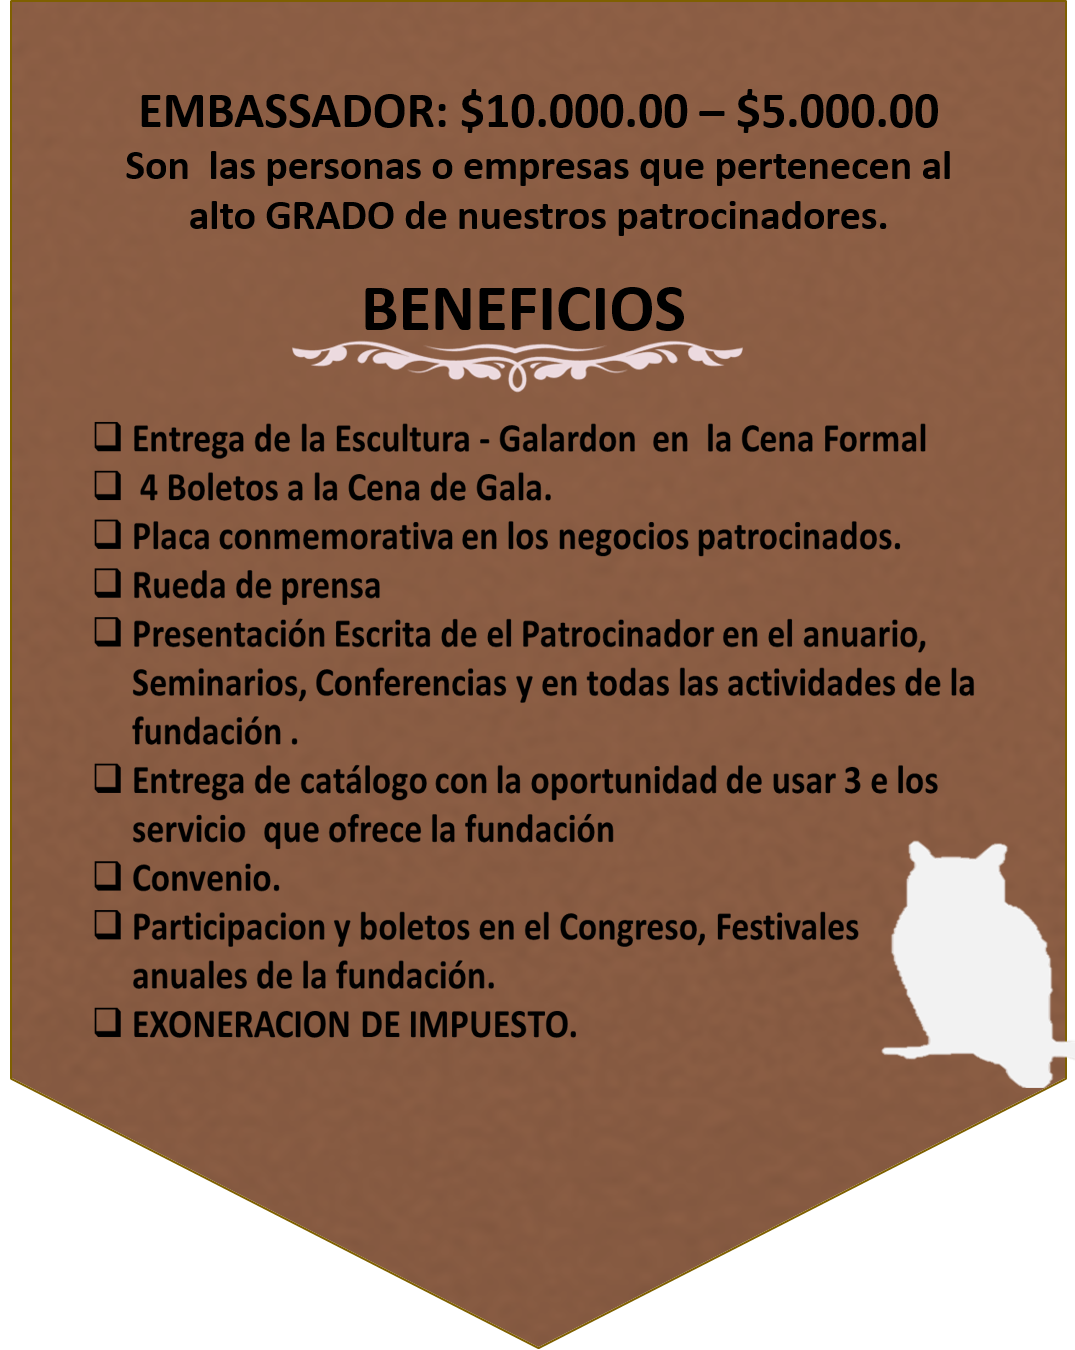 EMBASSADOR: $10.000.00 – $5.000.00
Son las personas o empresas que pertenecen al
alto GRADO de nuestros patrocinadores.
BENEFICIOS
❑ Entrega de la Escultura - Galardon en la Cena Formal
❑ 4 Boletos a la Cena de Gala.
❑ Placa conmemorativa en los negocios patrocinados.
❑ Rueda de prensa
❑ Presentación Escrita de el Patrocinador en el anuario,
Seminarios, Conferencias y en todas las actividades de la
fundación .
❑ Entrega de catálogo con la oportunidad de usar 3 e los
servicio que ofrece la fundación
❑ Convenio.
❑ Participacion y boletos en el Congreso, Festivales
anuales de la fundación.
❑ EXONERACION DE IMPUESTO.